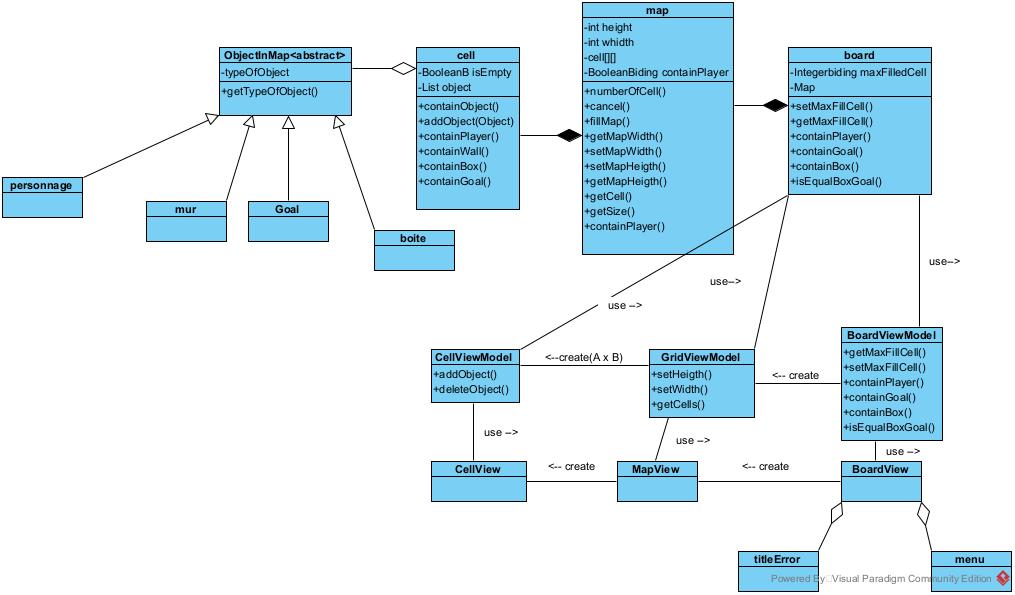 ObjectInMap<abstract>
-typeOfObject
+getTypeOfObject()
cell
-BooleanB isEmpty
-List object
+containObject()
+addObject(Object)
+containPlayer()
+containWall()
+containBox()
+containGoal()
map
-int height
-int whidth
-cell[][]
-BooleanBiding containPlayer
+numberOfCell()
+cancel()
+fillMap()
+getMapWidth()
+setMapWidth()
+setMapHeigth()
+getMapHeigth()
+getCell()
+getSize()
+containPlayer()
board
-Integerbiding maxFilledCell
-Map
+setMaxFillCell()
+getMaxFillCell()
+containPlayer()
+containGoal()
+containBox()
+isEqualBoxGoal()
personnage
mur
Goal
boite
use -->
use-->
use-->
CellViewModel
+addObject()
+deleteObject()
<--create(A x B)
GridViewModel
+setHeigth()
+setWidth()
+getCells()
<-- create
BoardViewModel
+getMaxFillCell()
+setMaxFillCell()
+containPlayer()
+containGoal()
+containBox()
+isEqualBoxGoal()
use -->
use -->
use -->
CellView
<-- create
MapView
<-- create
BoardView
titleError
menu
Powered By Visual Paradigm Community Edition